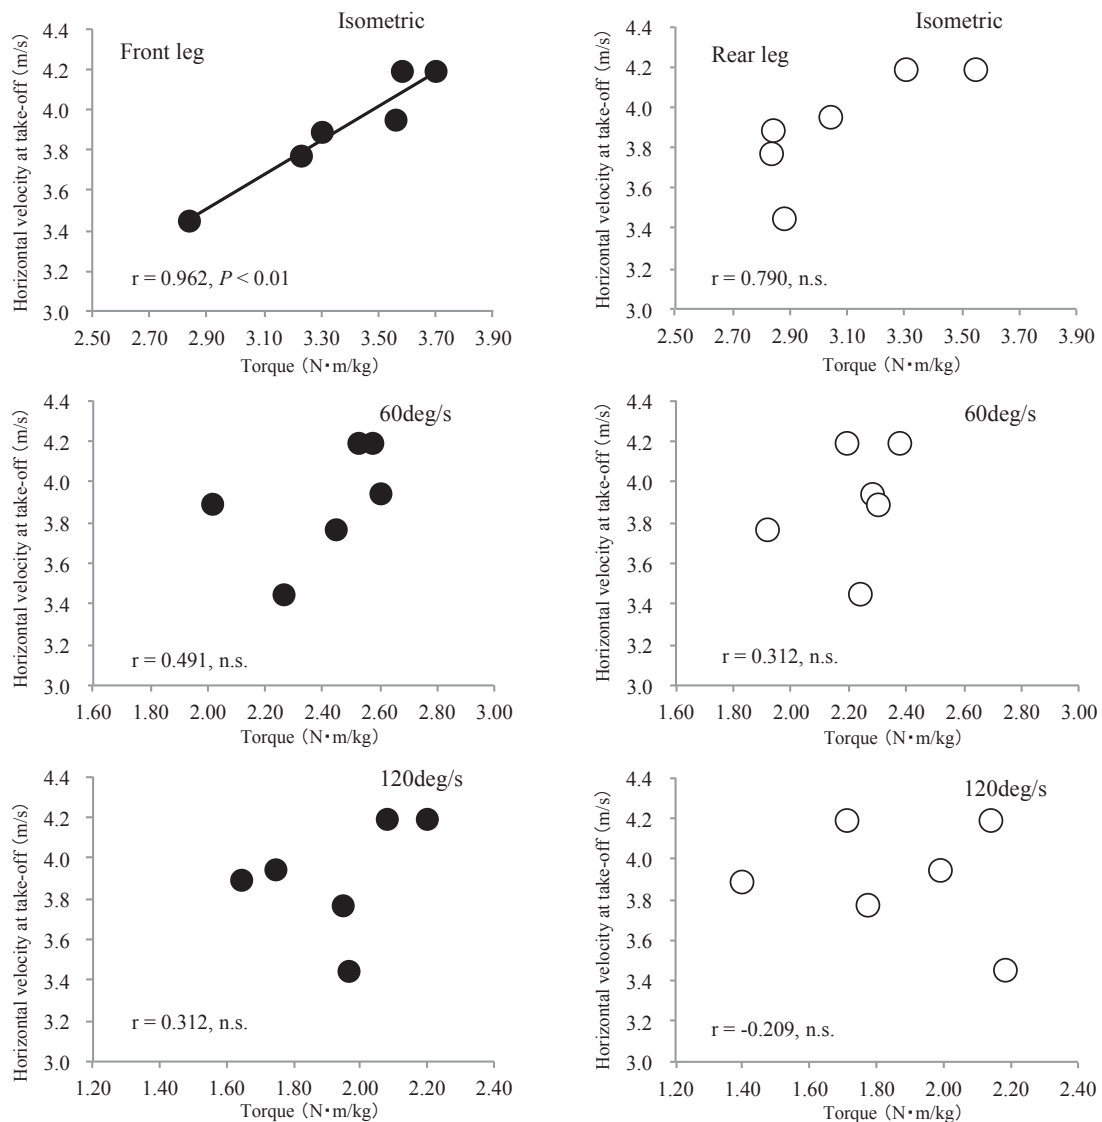 Isometric
Front leg
Horizontal velocity at take-off (m/s)
4.4
4.2
4.0
3.8
3.6
3.4
3.2
3.0
r = 0.962, P < 0.01
2.50 2.70 2.90 3.10 3.30 3.50 3.70 3.90
Torque (N・m/kg)
Isometric
Rear leg
Horizontal velocity at take-off (m/s)
4.4
4.2
4.0
3.8
3.6
3.4
3.2
3.0
r = 0.790, n.s.
2.50 2.70 2.90 3.10 3.30 3.50 3.70 3.90
Torque (N・m/kg)
60deg/s
Horizontal velocity at take-off (m/s)
4.4
4.2
4.0
3.8
3.6
3.4
3.2
3.0
r = 0.491, n.s.
1.60 1.80 2.00 2.20 2.40 2.60 2.80 3.00
Torque (N・m/kg)
60deg/s
Horizontal velocity at take-off (m/s)
4.4
4.2
4.0
3.8
3.6
3.4
3.2
3.0
r = 0.312, n.s.
1.60 1.80 2.00 2.20 2.40 2.60 2.80 3.00
Torque (N・m/kg)
120deg/s
Horizontal velocity at take-off (m/s)
4.4
4.2
4.0
3.8
3.6
3.4
3.2
3.0
r = 0.312, n.s.
1.20 1.40 1.60 1.80 2.00 2.20 2.40
Torque (N・m/kg)
120deg/s
Horizontal velocity at take-off (m/s)
4.4
4.2
4.0
3.8
3.6
3.4
3.2
3.0
r = -0.209, n.s.
1.20 1.40 1.60 1.80 2.00 2.20 2.40
Torque (N・m/kg)